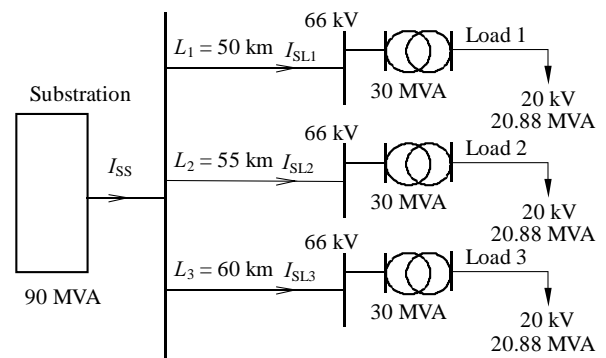 66 kV
L1 = 50 km
ISL1
Load 1
30 MVA
20 kV
20.88 MVA
Substration
ISS
90 MVA
66 kV
L2 = 55 km
ISL2
Load 2
30 MVA
20 kV
20.88 MVA
66 kV
L3 = 60 km
ISL3
Load 3
30 MVA
20 kV
20.88 MVA